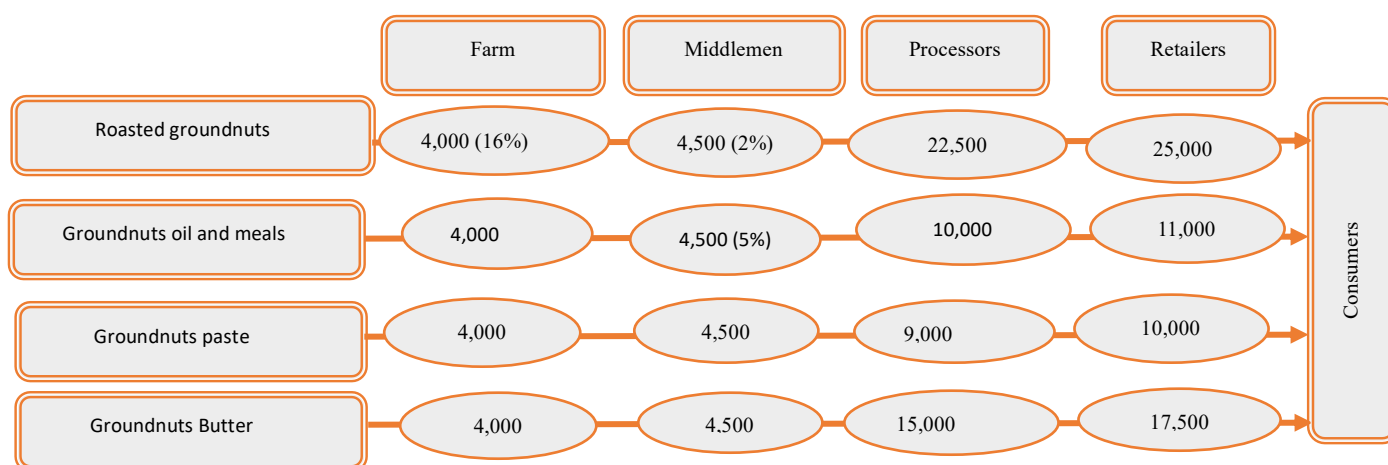 Farm
Middlemen
Processors
Retailers
Roasted groundnuts
4,000 (16%)
4,500 (2%)
22,500
25,000
Groundnuts oil and meals
4,000
4,500 (5%)
10,000
11,000
Groundnuts paste
4,000
4,500
9,000
10,000
Groundnuts Butter
4,000
4,500
15,000
17,500
Consumers